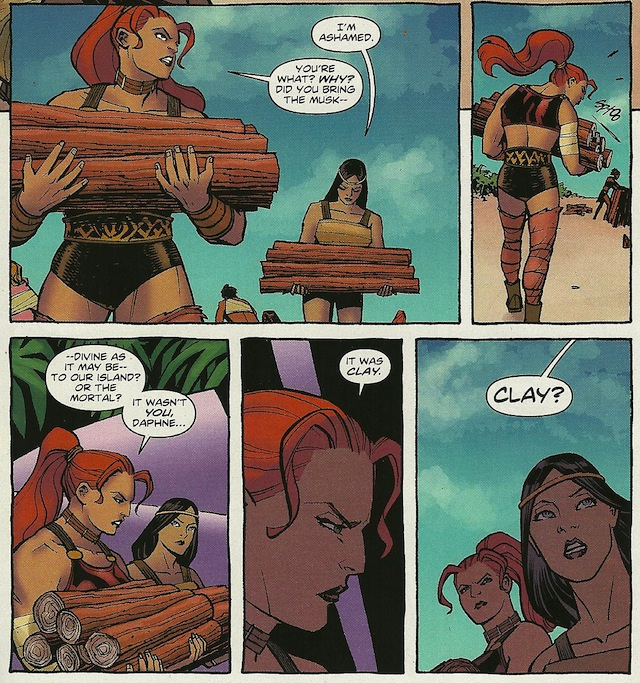 I'M
ASHAMED.
YOU'RE
WHAT? WHY?
DID YOU BRING
THE MUSK--
--DIVINE AS
IT MAY BE--
TO OUR ISLAND?
OR THE
MORTAL?
IT WASN'T
YOU,
DAPHNE...
IT WAS
CLAY.
CLAY?